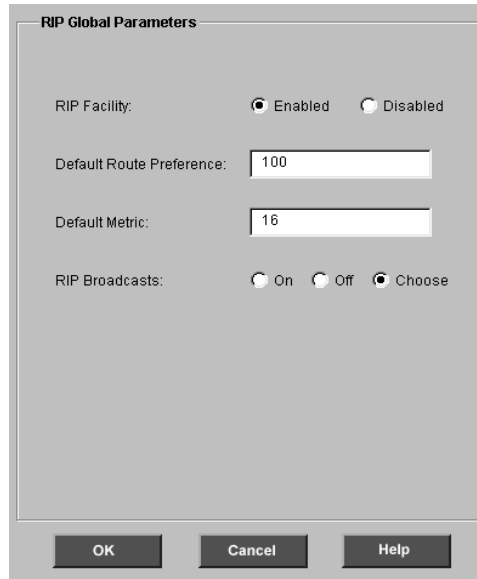 RIP Global Parameters
RIP Facility: Enabled Disabled
Default Route Preference: 100
Default Metric: 16
RIP Broadcasts: On Off Choose
OK Cancel Help